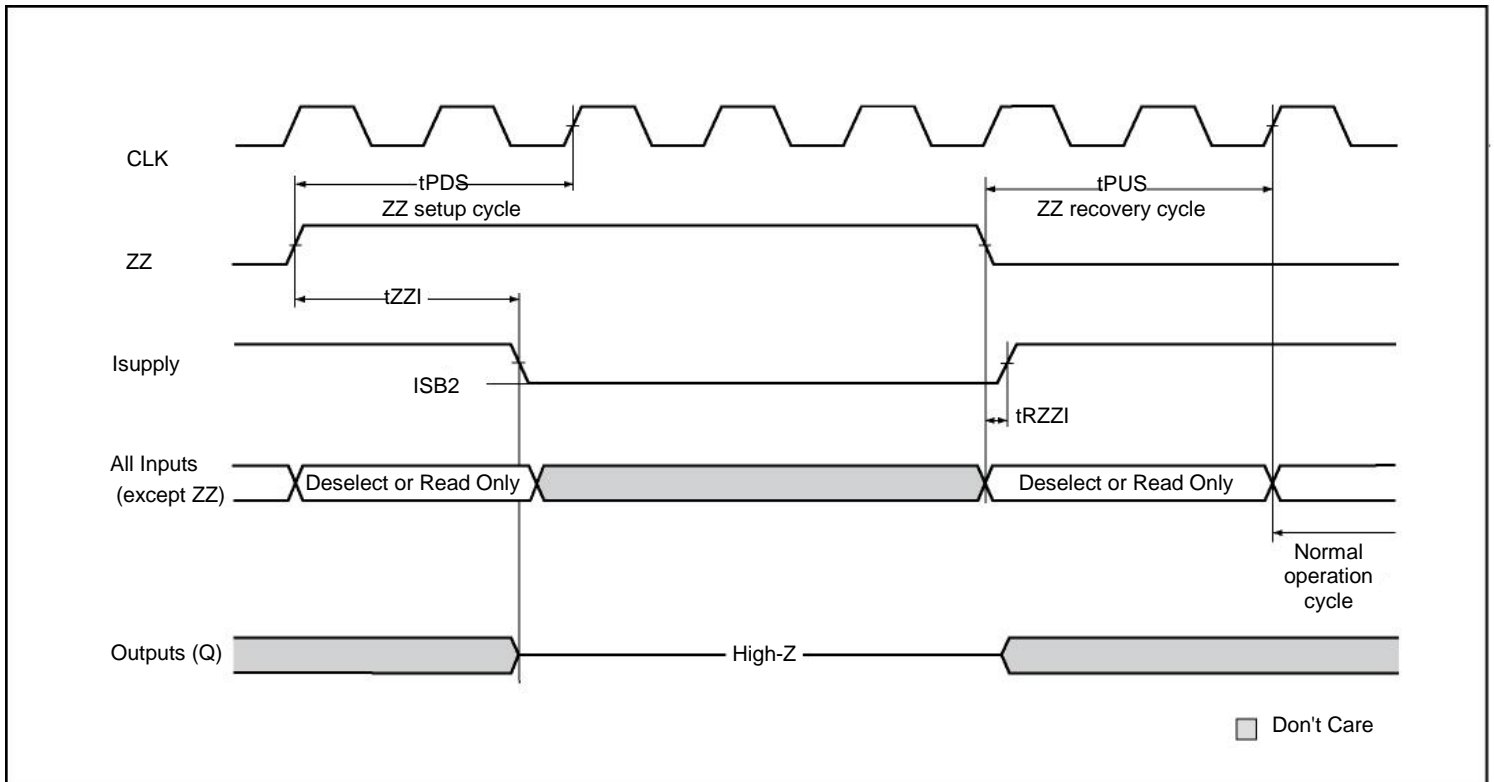 CLK
tPDS
ZZ setup cycle
tPUS
ZZ recovery cycle
ZZ
tZZI
Isupply
ISB2
tRZZI
All Inputs
(except ZZ)
Deselect or Read Only
Deselect or Read Only
Normal
operation
cycle
Outputs (Q)
High-Z
Don't Care